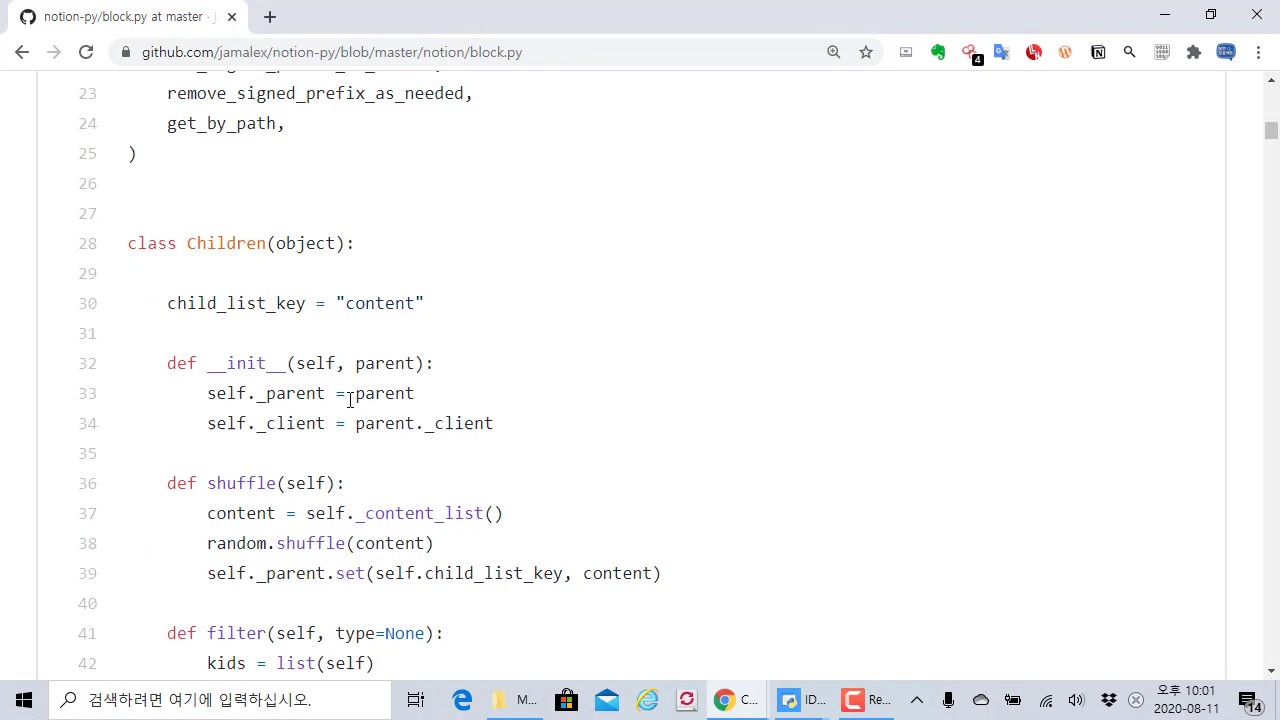 notion-py/block.py at master · j
github.com/jamalex/notion-py/blob/master/notion/block.py
4
23 remove_signed_prefix_as_needed,
24 get_by_path,
25 )
26
27
28 class Children(object):
29
30 child_list_key = "content"
31
32 def __init__(self, parent):
33 self._parent = parent
34 self._client = parent._client
35
36 def shuffle(self):
37 content = self._content_list()
38 random.shuffle(content)
39 self._parent.set(self.child_list_key, content)
40
41 def filter(self, type=None):
42 kids = list(self)
검색하려면 여기에 입력하십시오.
M...
C...
ID...
Re...
오후 10:01
2020-08-11
14